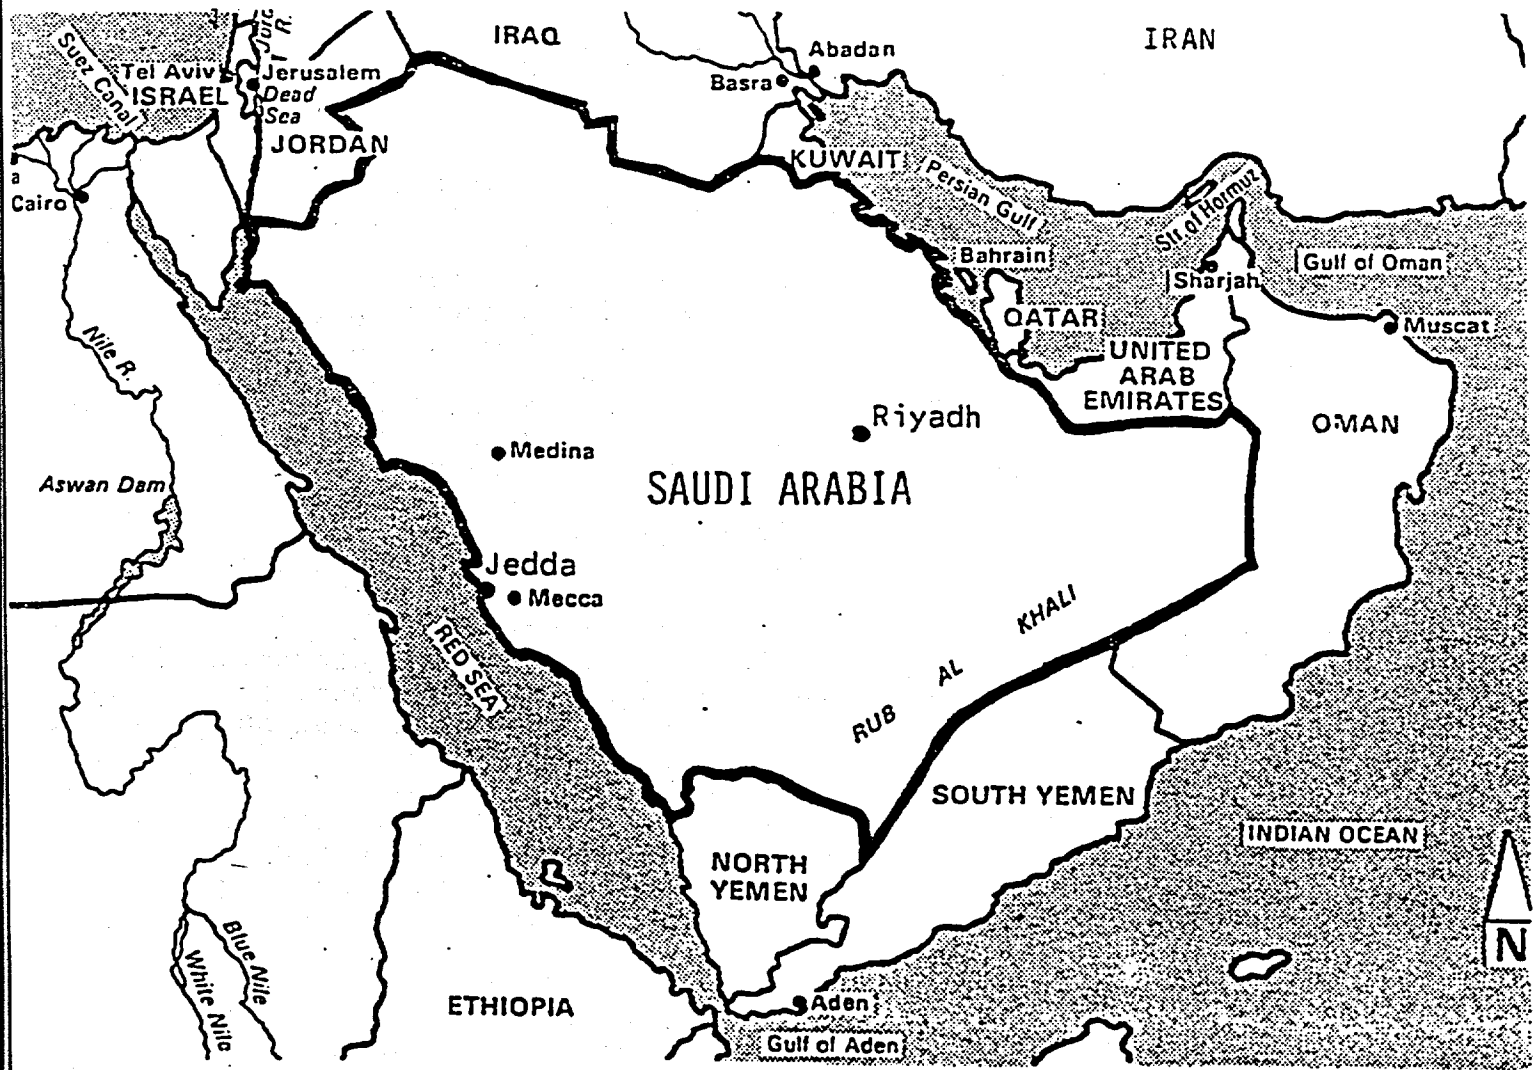 IRAQ
IRAN
Suez Canal
Tel Aviv
ISRAEL
Jerusalem
Dead
Sea
R.
JORDAN
Abadan
Basra
KUWAIT
Persian Gulf
Str of Hormuz
a
Cairo
Bahrain
Gulf of Oman
Sharjah
QATAR
Muscat
UNITED
ARAB
EMIRATES
OMAN
Nile R.
Riyadh
Medina
SAUDI ARABIA
Aswan Dam
Jedda
Mecca
RED SEA
RUB AL KHALI
SOUTH YEMEN
NORTH
YEMEN
INDIAN OCEAN
N
Blue Nile
White Nile
ETHIOPIA
Aden
Gulf of Aden